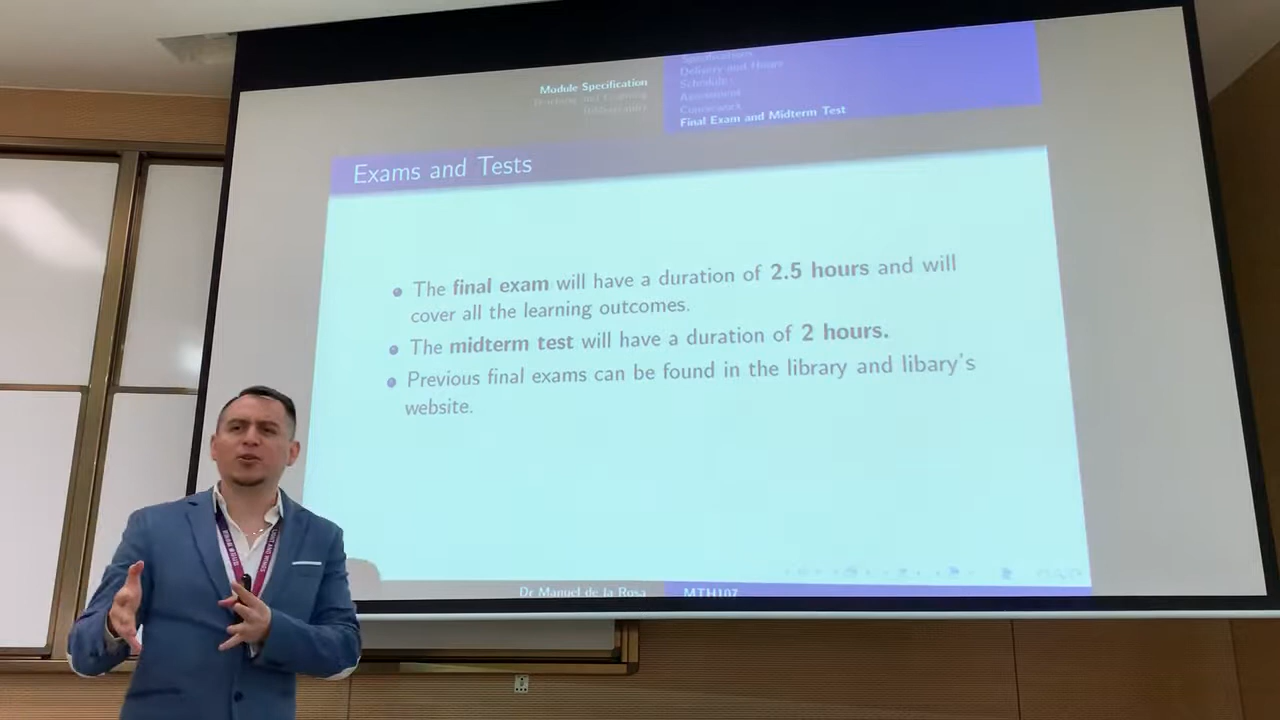 Module Specification
Specifications
Delivery and Hours
Schedule
Assessment
Coursework
Final Exam and Midterm Test
Exams and Tests
The final exam will have a duration of 2.5 hours and will
cover all the learning outcomes.
The midterm test will have a duration of 2 hours.
Previous final exams can be found in the library and libary's
website.
Dr Manuel de la Rosa
MTH107